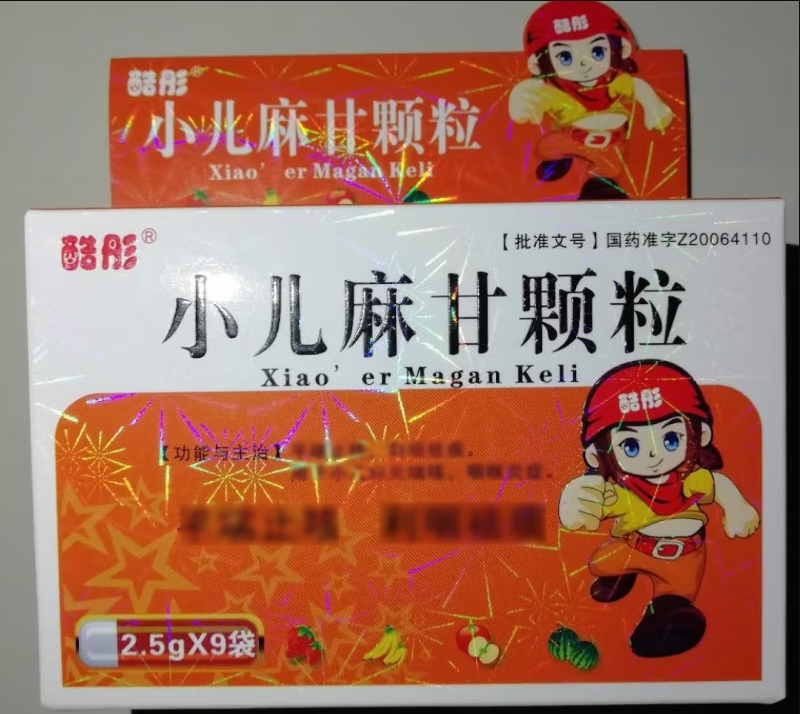 酷彤
酷彤®
小儿麻甘颗粒
Xiao’er Magan Keli
酷彤®
【批准文号】国药准字Z20064110
小儿麻甘颗粒
Xiao’er Magan Keli
酷彤
【功能与主治】
2.5gX9袋